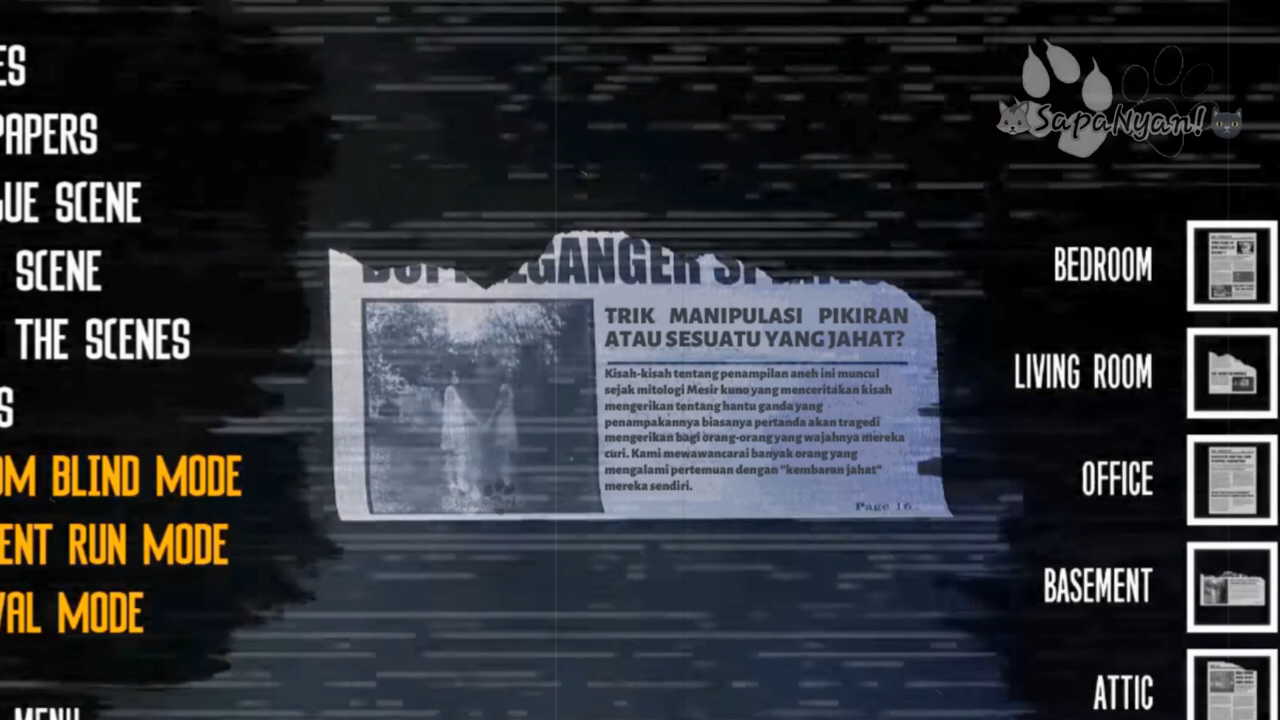 ES
PAPERS
GUE SCENE
SCENE
THE SCENES
S
OM BLIND MODE
ENT RUN MODE
VAL MODE
MENU
SapaNyan!
TRIK MANIPULASI PIKIRAN
ATAU SESUATU YANG JAHAT?
Kisah-kisah tentang penampilan aneh ini muncul
sejak mitologi Mesir kuno yang menceritakan kisah
mengerikan tentang hantu ganda yang
penampakannya biasanya pertanda akan tragedi
mengerikan bagi orang-orang yang wajahnya mereka
curi. Kami mewawancarai banyak orang yang
mengalami pertemuan dengan "kembaran jahat"
mereka sendiri.
Page 16
BEDROOM
LIVING ROOM
OFFICE
BASEMENT
ATTIC